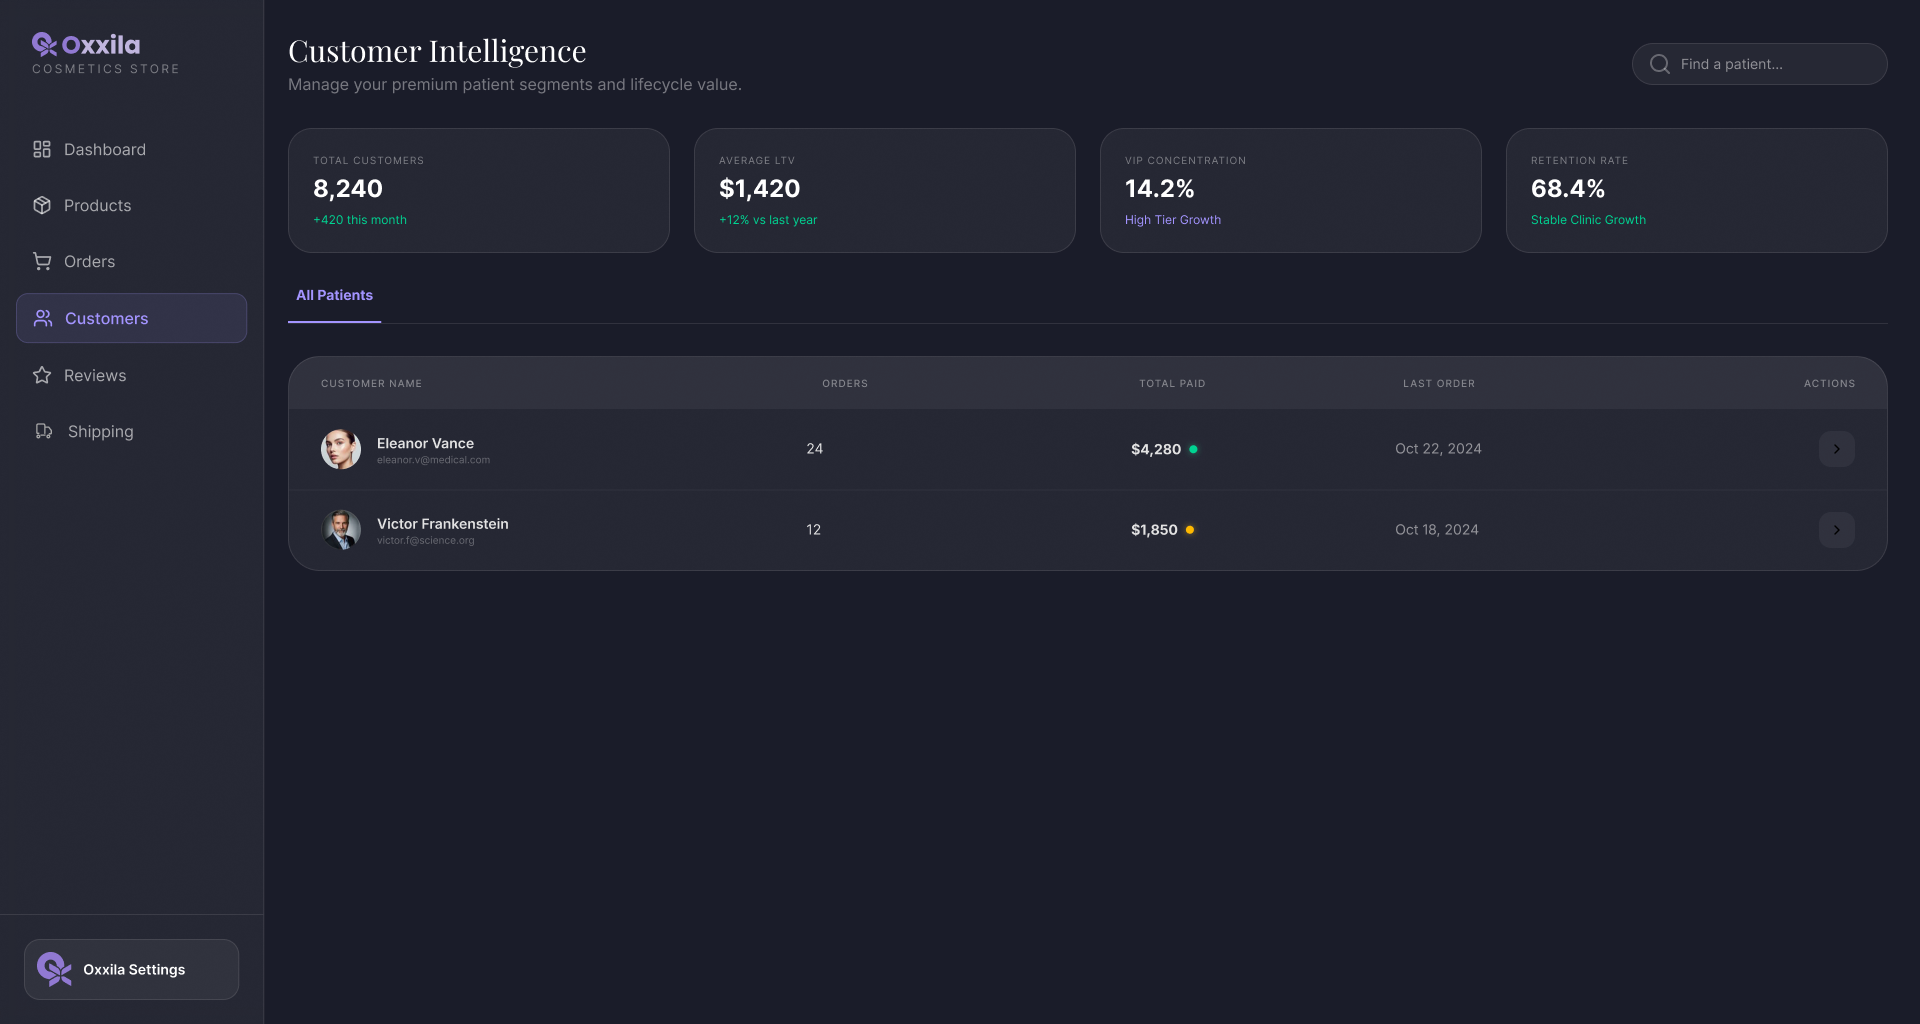 Oxxila
COSMETICS STORE
Dashboard
Products
Orders
Customers
Reviews
Shipping
Oxxila Settings
Customer Intelligence
Manage your premium patient segments and lifecycle value.
Find a patient...
TOTAL CUSTOMERS
8,240
+420 this month
AVERAGE LTV
$1,420
+12% vs last year
VIP CONCENTRATION
14.2%
High Tier Growth
RETENTION RATE
68.4%
Stable Clinic Growth
All Patients
CUSTOMER NAME ORDERS TOTAL PAID LAST ORDER ACTIONS
Eleanor Vance
eleanor.v@medical.com
24 $4,280 Oct 22, 2024
Victor Frankenstein
victor.f@science.org
12 $1,850 Oct 18, 2024